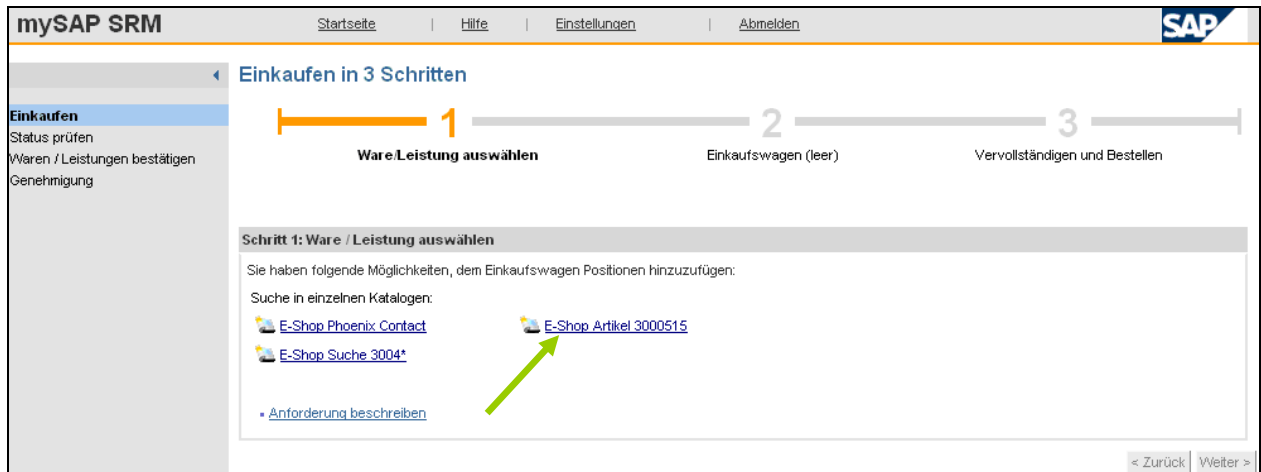 mySAP SRM
Startseite | Hilfe | Einstellungen | Abmelden
SAP
Einkaufen in 3 Schritten
Einkaufen
Status prüfen
Waren / Leistungen bestätigen
Genehmigung
1 2 3
Ware/Leistung auswählen Einkaufswagen (leer) Vervollständigen und Bestellen
Schritt 1: Ware / Leistung auswählen
Sie haben folgende Möglichkeiten, dem Einkaufswagen Positionen hinzuzufügen:
Suche in einzelnen Katalogen:
E-Shop Phoenix Contact E-Shop Artikel 3000515
E-Shop Suche 3004*
Anforderung beschreiben
< Zurück Weiter >